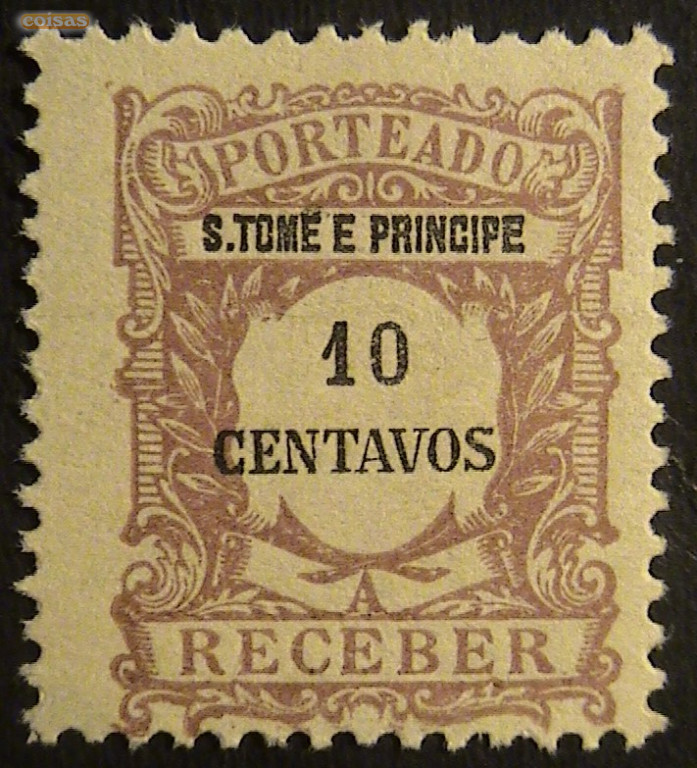 coisas
PORTEADO
S.TOMÉ E PRINCIPE
10
CENTAVOS
A
RECEBER